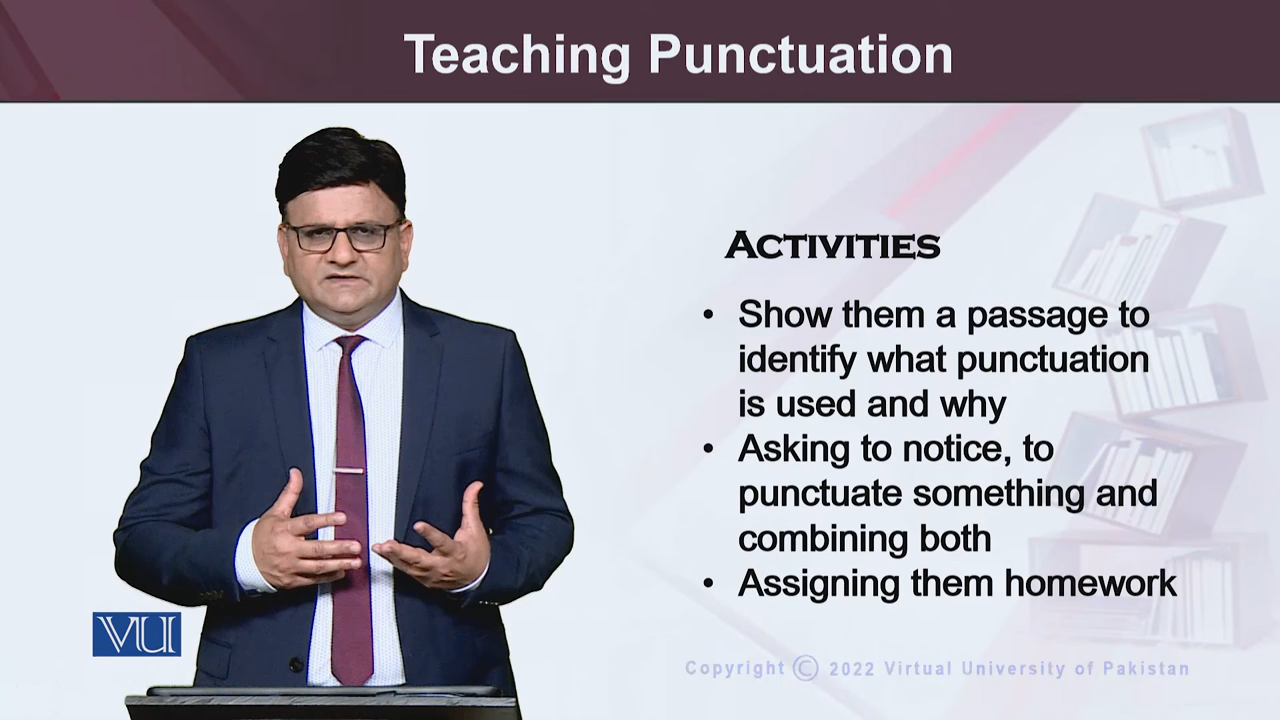 Teaching Punctuation
ACTIVITIES
• Show them a passage to
identify what punctuation
is used and why
• Asking to notice, to
punctuate something and
combining both
• Assigning them homework
VU
Copyright © 2022 Virtual University of Pakistan